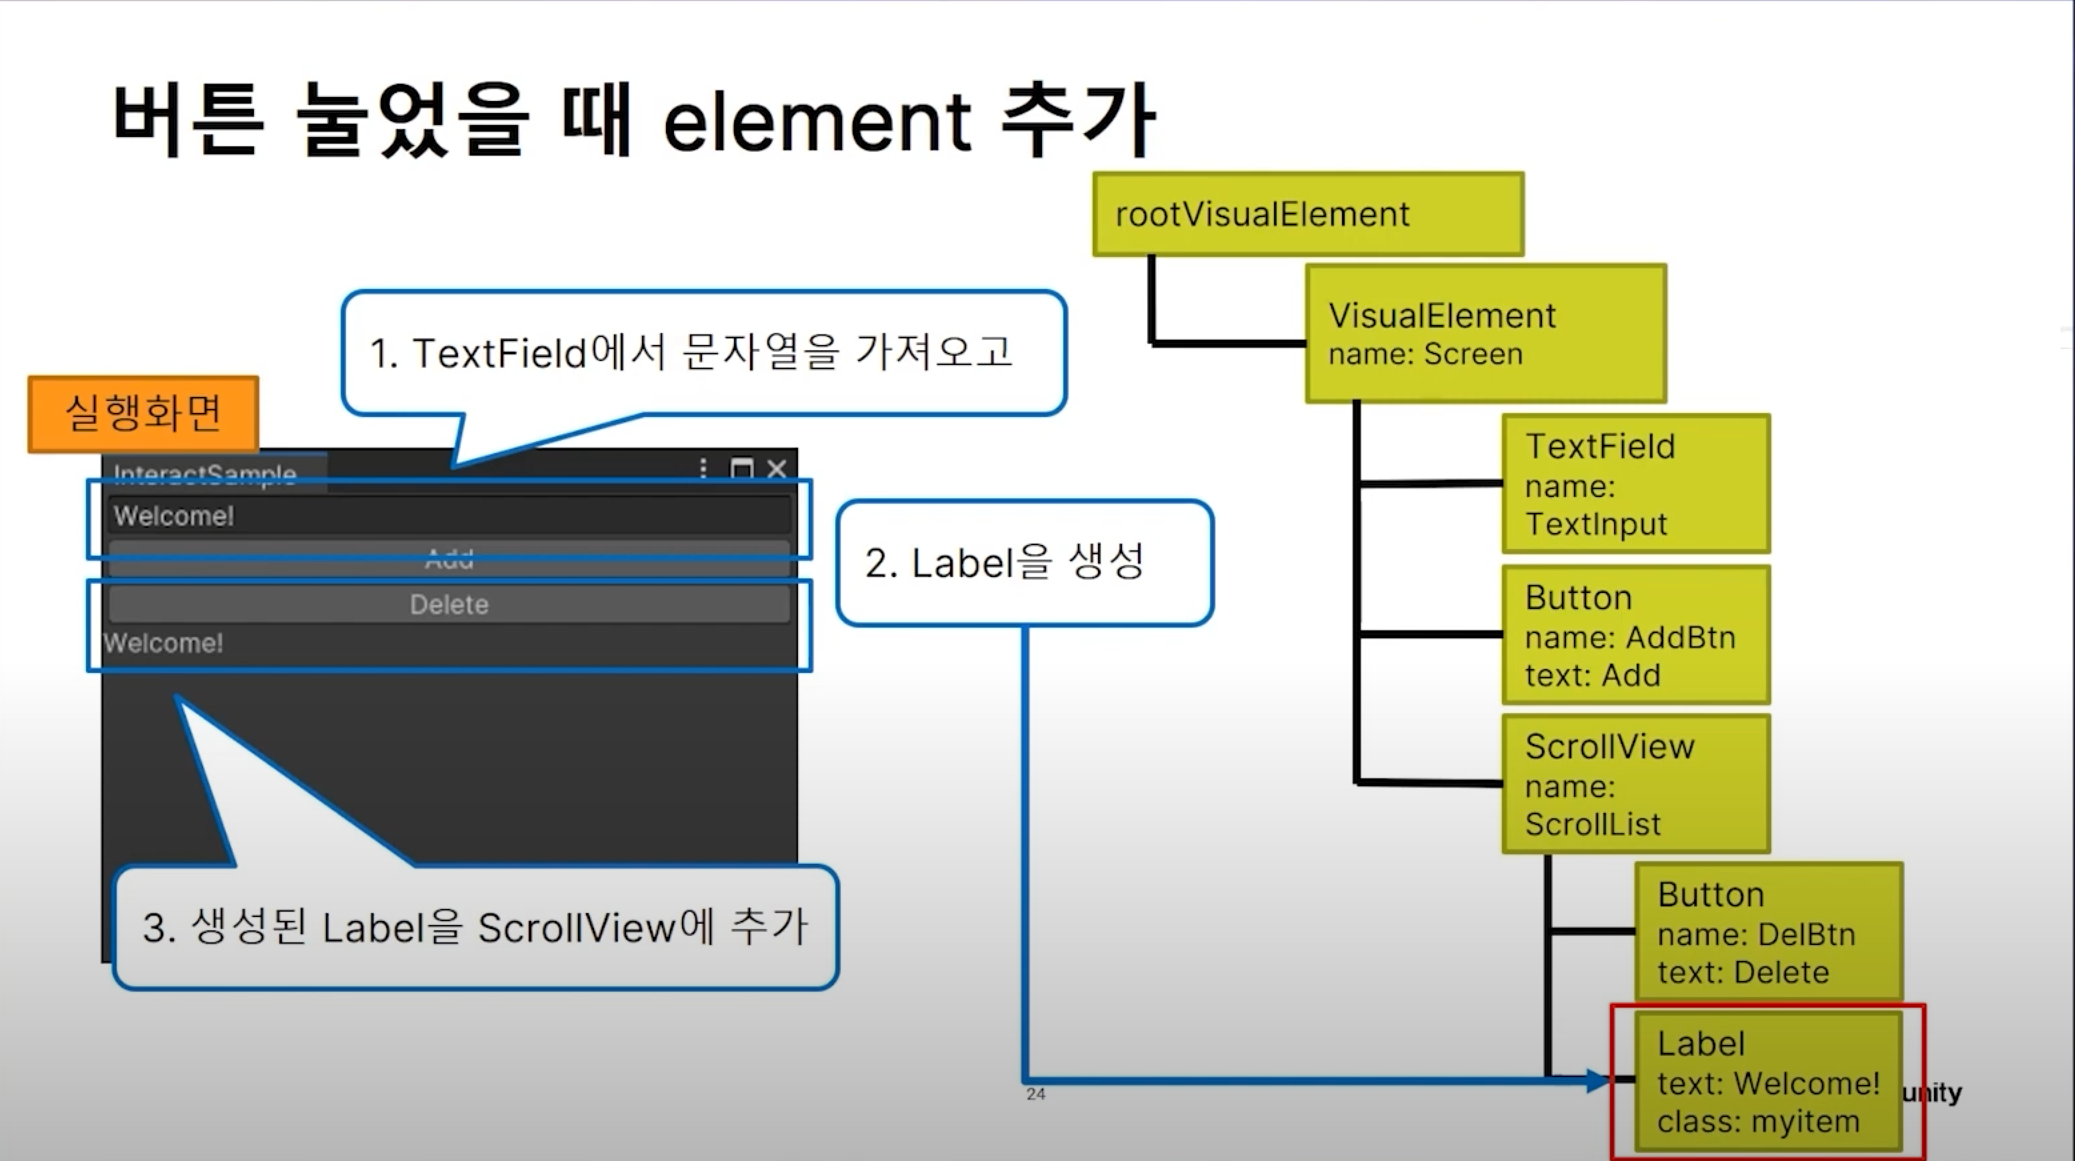 버튼 눌었을 때 element 추가
rootVisualElement
VisualElement
name: Screen
1. TextField에서 문자열을 가져오고
실행화면
InteractSample
Welcome!
Add
Delete
Welcome!
2. Label을 생성
3. 생성된 Label을 ScrollView에 추가
TextField
name:
TextInput
Button
name: AddBtn
text: Add
ScrollView
name:
ScrollList
Button
name: DelBtn
text: Delete
Label
text: Welcome!
class: myitem
24
unity